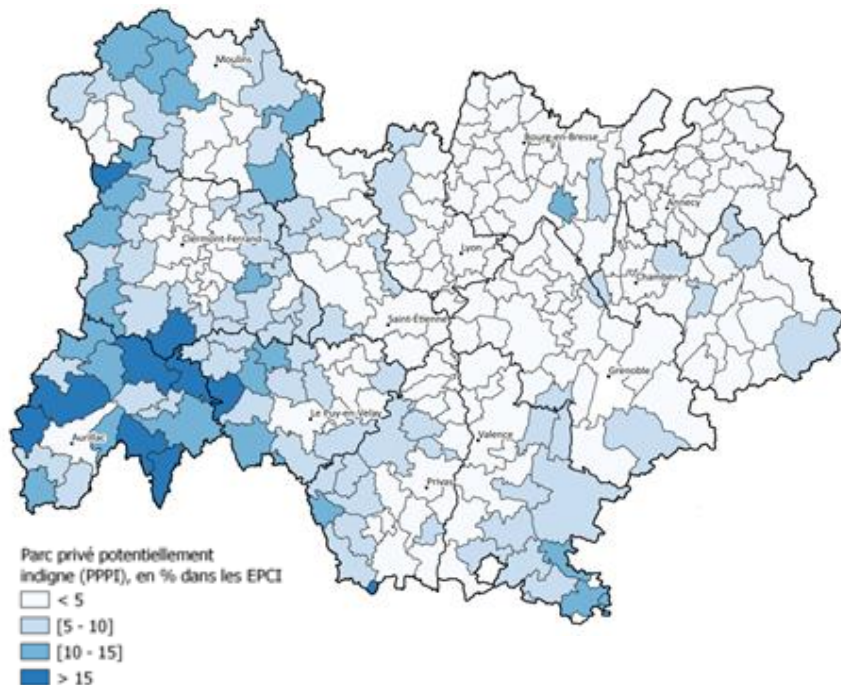 Moulins
Bourg-en-Bresse
Annecy
Clermont-Ferrand
Lyon
Chambéry
Saint-Étienne
Grenoble
Le Puy-en-Velay
Valence
Aurillac
Privas
Parc privé potentiellement
indigne (PPPI), en % dans les EPCI
< 5
[5 - 10]
[10 - 15]
> 15